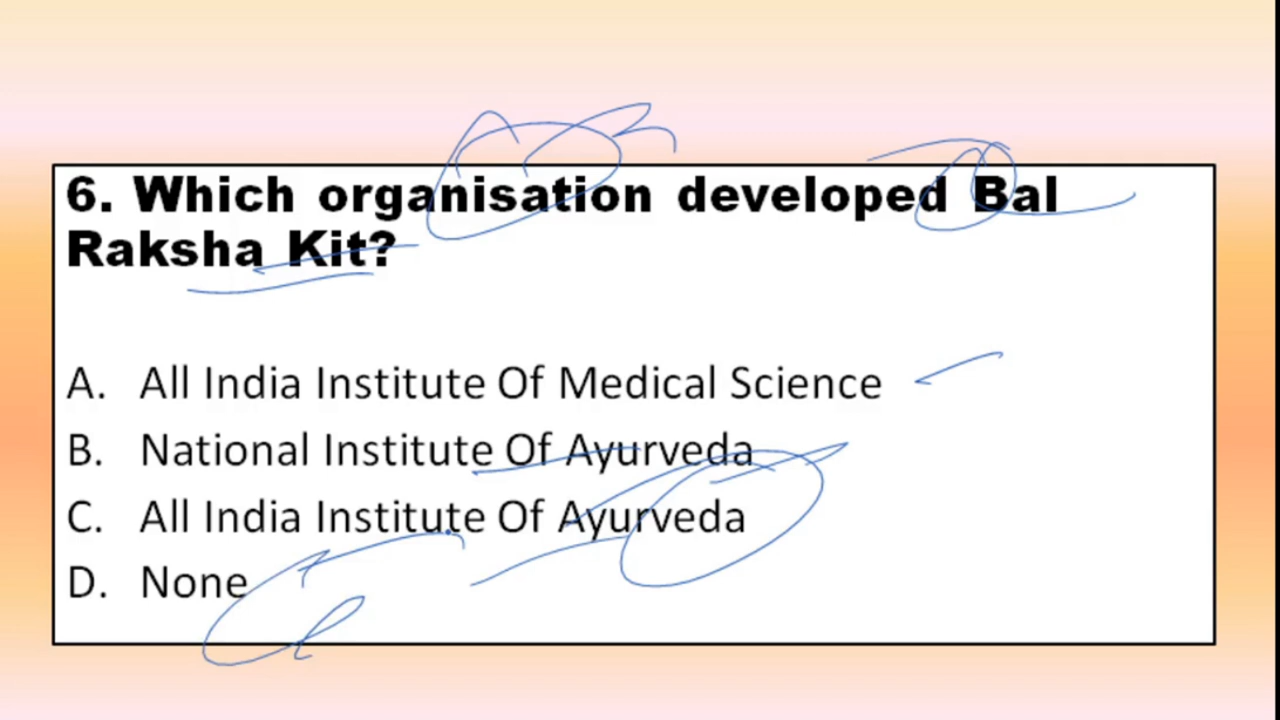 6. Which organisation developed Bal
Raksha Kit?
A. All India Institute Of Medical Science
B. National Institute Of Ayurveda
C. All India Institute Of Ayurveda
D. None